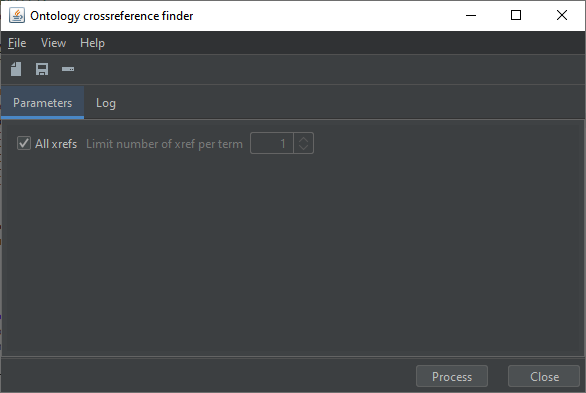 Ontology crossreference finder
File View Help
Parameters Log
All xrefs Limit number of xref per term 1
Process Close